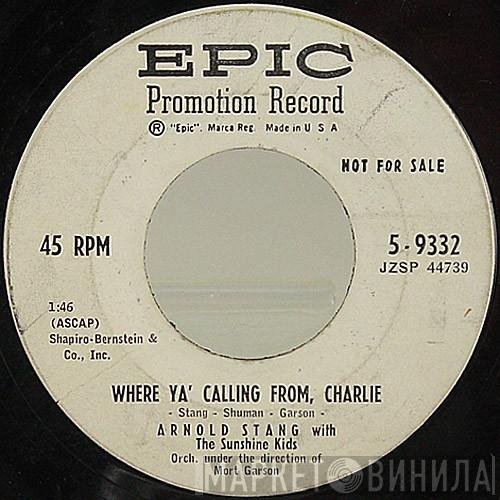 EPIC
Promotion Record
® "Epic". Marca Reg. Made in U S A
NOT FOR SALE
45 RPM
5-9332
JZSP 44739
1:46
(ASCAP)
Shapiro-Bernstein &
Co., Inc.
WHERE YA' CALLING FROM, CHARLIE
- Stang - Shuman - Garson -
ARNOLD STANG with
The Sunshine Kids
Orch. under the direction of
Mort Garson
МАРКЕТ ВИНИЛА